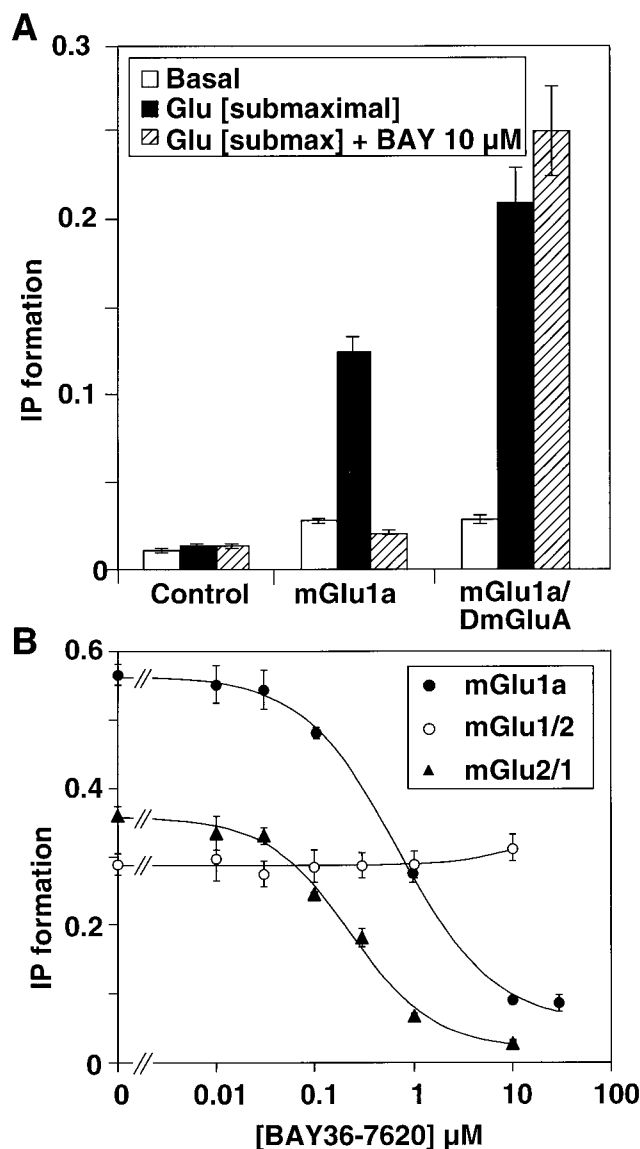 A
0.3
Basal
Glu [submaximal]
Glu [submax] + BAY 10 µM
0.2
0.1
0
IP formation
Control
mGlu1a
mGlu1a/
DmGluA
B
0.6
mGlu1a
mGlu1/2
mGlu2/1
0.4
0.2
0
IP formation
0
0.01
0.1
1
10
100
[BAY36-7620] µM